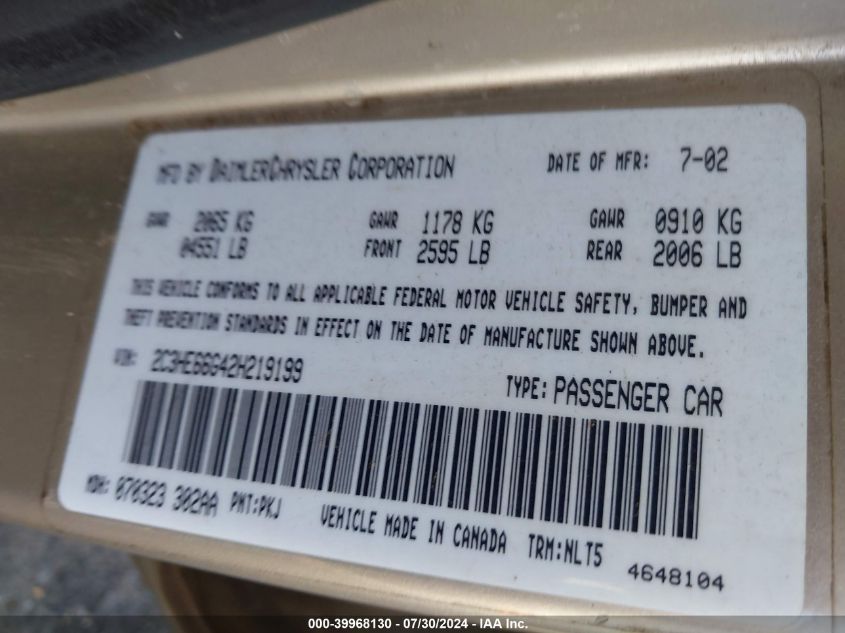 MFD BY DAIMLERCHRYSLER CORPORATION DATE OF MFR: 7-02
GAWR 2065 KG GAWR 1178 KG GAWR 0910 KG
04551 LB FRONT 2595 LB REAR 2006 LB
THIS VEHICLE CONFORMS TO ALL APPLICABLE FEDERAL MOTOR VEHICLE SAFETY, BUMPER AND
THEFT PREVENTION STANDARDS IN EFFECT ON THE DATE OF MANUFACTURE SHOWN ABOVE.
VIN: 2C3HE66G42H219199 TYPE: PASSENGER CAR
MDH: 070323 302AA PNT:PKJ VEHICLE MADE IN CANADA TRM:NLT5 4648104
000-39968130 - 07/30/2024 - IAA Inc.